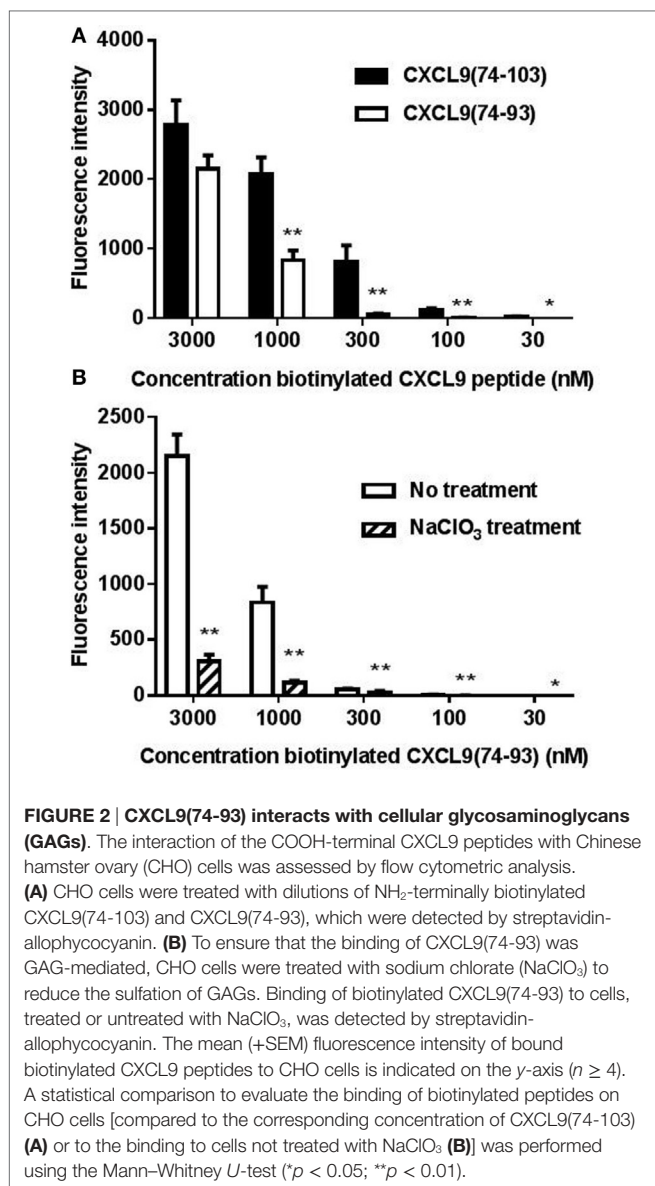 A
4000
3000
2000
1000
0
Fluorescence intensity
CXCL9(74-103)
CXCL9(74-93)
**
**
**
*
3000 1000 300 100 30
Concentration biotinylated CXCL9 peptide (nM)
B
2500
2000
1500
1000
500
0
Fluorescence intensity
No treatment
NaClO₃ treatment
**
**
**
**
*
3000 1000 300 100 30
Concentration biotinylated CXCL9(74-93) (nM)
FIGURE 2 | CXCL9(74-93) interacts with cellular glycosaminoglycans
(GAGs). The interaction of the COOH-terminal CXCL9 peptides with Chinese
hamster ovary (CHO) cells was assessed by flow cytometric analysis.
(A) CHO cells were treated with dilutions of NH₂-terminally biotinylated
CXCL9(74-103) and CXCL9(74-93), which were detected by streptavidin-
allophycocyanin. (B) To ensure that the binding of CXCL9(74-93) was
GAG-mediated, CHO cells were treated with sodium chlorate (NaClO₃) to
reduce the sulfation of GAGs. Binding of biotinylated CXCL9(74-93) to cells,
treated or untreated with NaClO₃, was detected by streptavidin-
allophycocyanin. The mean (+SEM) fluorescence intensity of bound
biotinylated CXCL9 peptides to CHO cells is indicated on the y-axis (n ≥ 4).
A statistical comparison to evaluate the binding of biotinylated peptides on
CHO cells [compared to the corresponding concentration of CXCL9(74-103)
(A) or to the binding to cells not treated with NaClO₃ (B)] was performed
using the Mann–Whitney U-test (*p < 0.05; **p < 0.01).